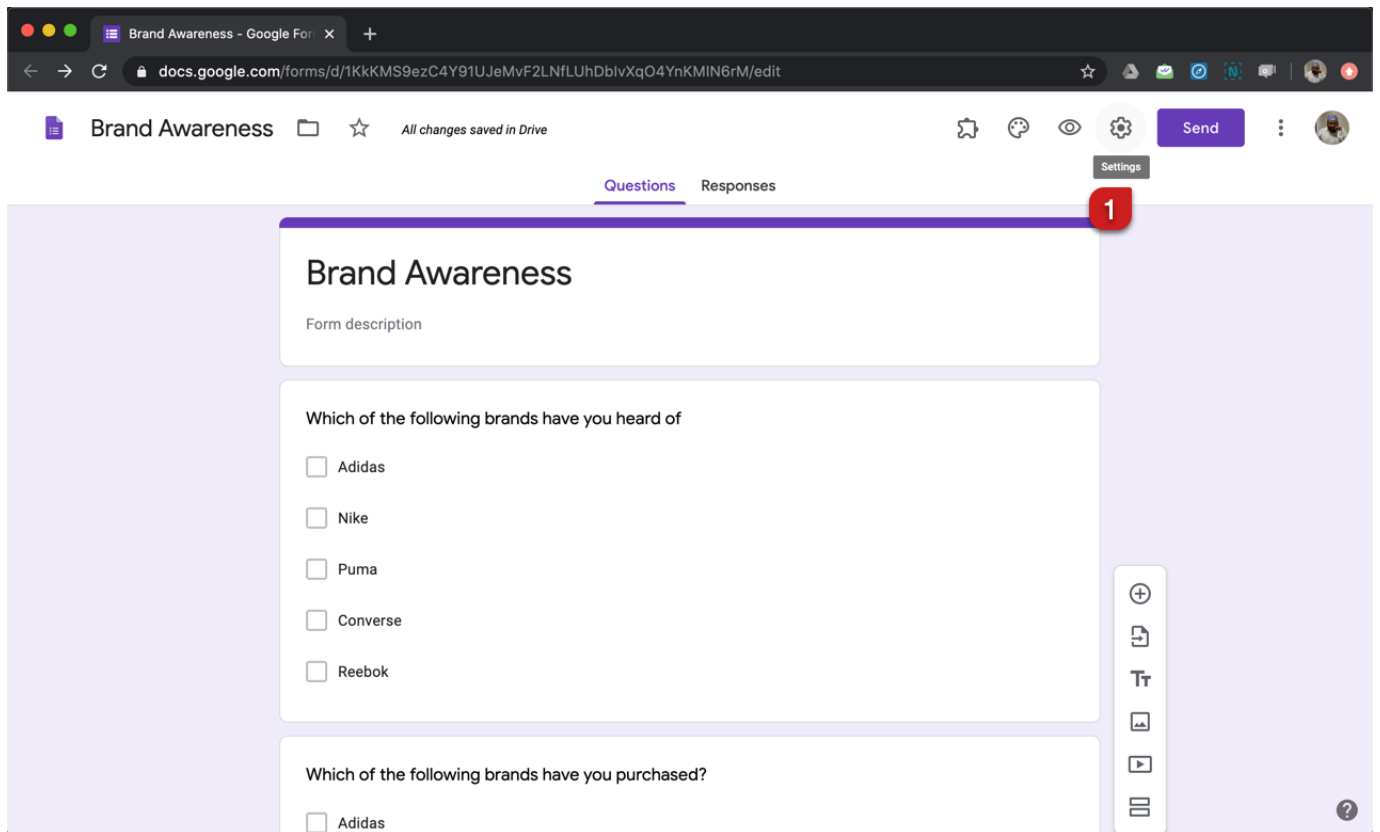 Brand Awareness - Google For
docs.google.com/forms/d/1KkKMS9ezC4Y91UJeMvF2LNfLUhDbIvXqO4YnKMIN6rM/edit
Brand Awareness
All changes saved in Drive
Send
Settings
Questions Responses
1
Brand Awareness
Form description
Which of the following brands have you heard of
Adidas
Nike
Puma
Converse
Reebok
Which of the following brands have you purchased?
Adidas